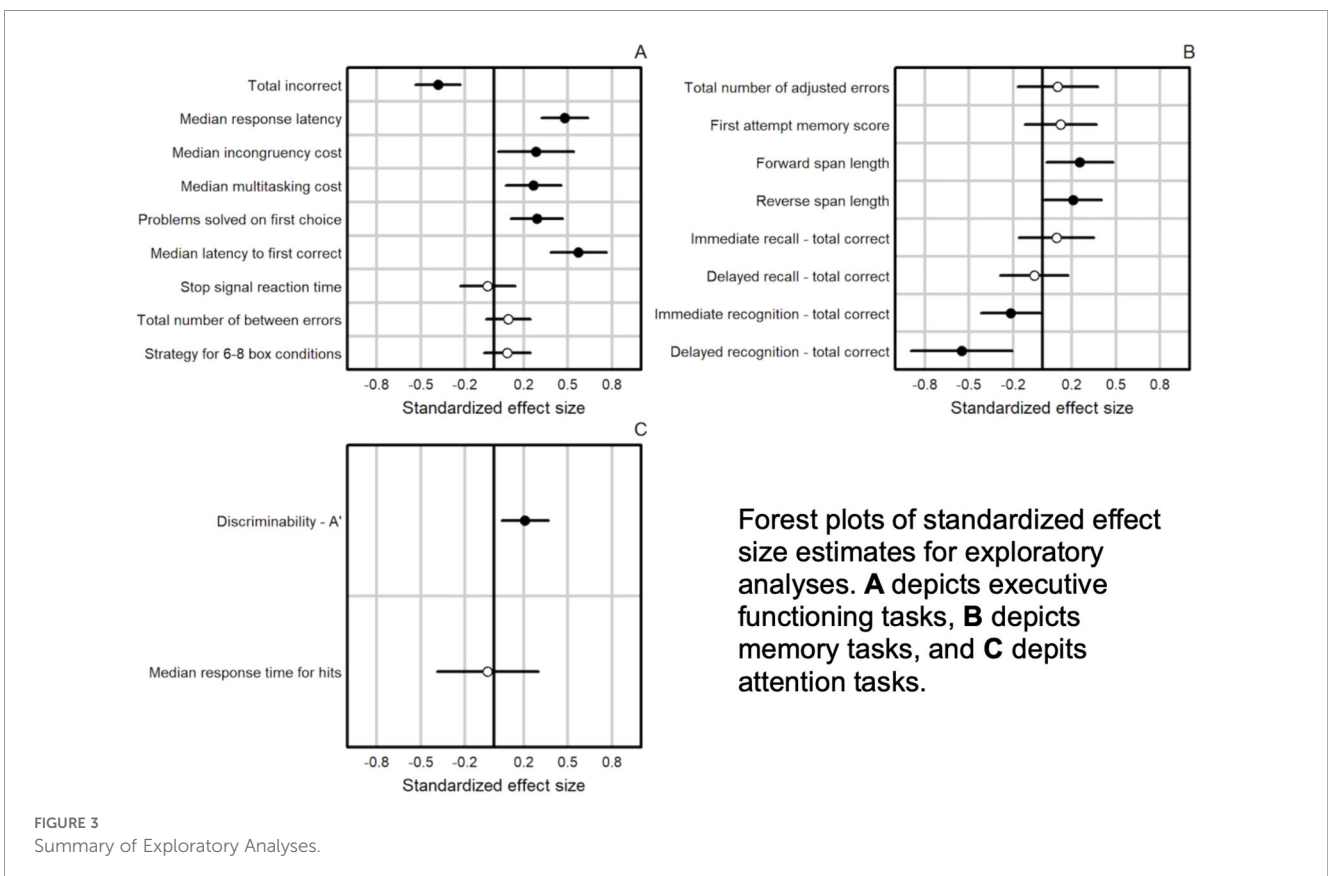 A
Total incorrect
Median response latency
Median incongruency cost
Median multitasking cost
Problems solved on first choice
Median latency to first correct
Stop signal reaction time
Total number of between errors
Strategy for 6-8 box conditions
-0.8 -0.5 -0.2 0.2 0.5 0.8
Standardized effect size
B
Total number of adjusted errors
First attempt memory score
Forward span length
Reverse span length
Immediate recall - total correct
Delayed recall - total correct
Immediate recognition - total correct
Delayed recognition - total correct
-0.8 -0.5 -0.2 0.2 0.5 0.8
Standardized effect size
C
Discriminability - A'
Median response time for hits
-0.8 -0.5 -0.2 0.2 0.5 0.8
Standardized effect size
Forest plots of standardized effect
size estimates for exploratory
analyses. A depicts executive
functioning tasks, B depicts
memory tasks, and C depits
attention tasks.
FIGURE 3
Summary of Exploratory Analyses.